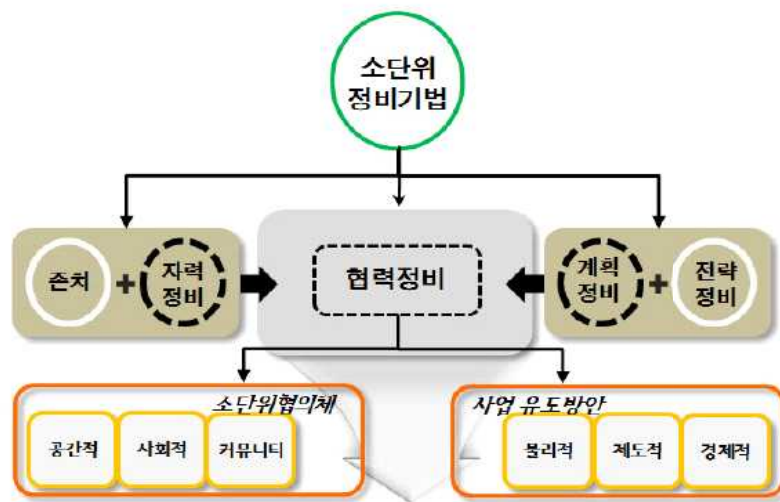 소단위
정비기법
존치
+
자력
정비
협력정비
계획
정비
+
전략
정비
소단위협의체
공간적
사회적
커뮤니티
사업 유도방안
물리적
제도적
경제적